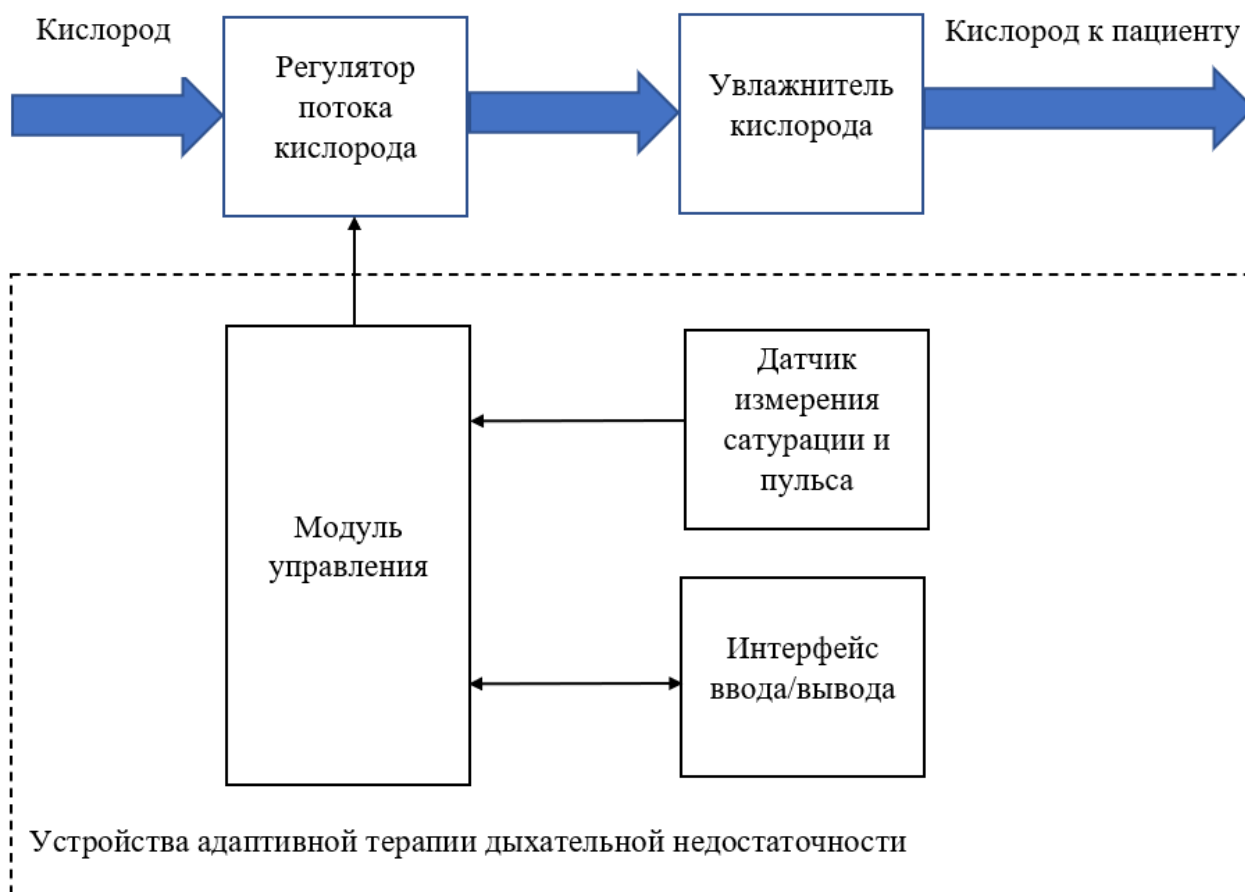 Кислород
Кислород к пациенту
Регулятор
потока
кислорода
Увлажнитель
кислорода
Датчик
измерения
сатурации и
пульса
Модуль
управления
Интерфейс
ввода/вывода
Устройства адаптивной терапии дыхательной недостаточности